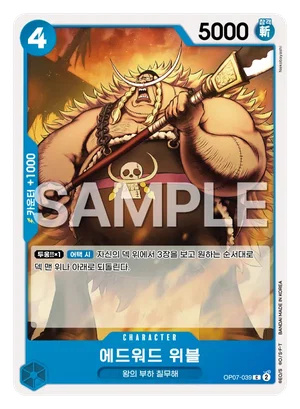 4
5000
참격
斬
카운터 +1000
SAMPLE
두웅!!×1 어택 시 자신의 덱 위에서 3장을 보고 원하는 순서대로
덱 맨 위나 아래로 되돌린다.
CHARACTER
에드워드 위블
왕의 부하 칠무해
OP07-039 C 2
BANDAI MADE IN KOREA